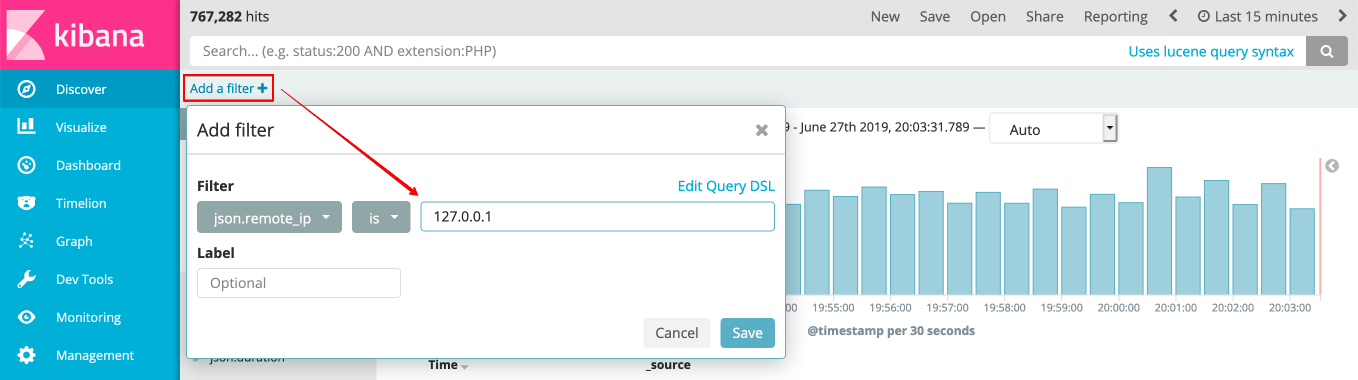 kibana
Discover
Visualize
Dashboard
Timelion
Graph
Dev Tools
Monitoring
Management
767,282 hits
New Save Open Share Reporting Last 15 minutes
Search... (e.g. status:200 AND extension:PHP) Uses lucene query syntax
Add a filter +
Add filter
9 - June 27th 2019, 20:03:31.789 — Auto
Filter Edit Query DSL
json.remote_ip is 127.0.0.1
Label
Optional
Cancel Save
19:55:00 19:56:00 19:57:00 19:58:00 19:59:00 20:00:00 20:01:00 20:02:00 20:03:00
@timestamp per 30 seconds
json.duration
Time _source